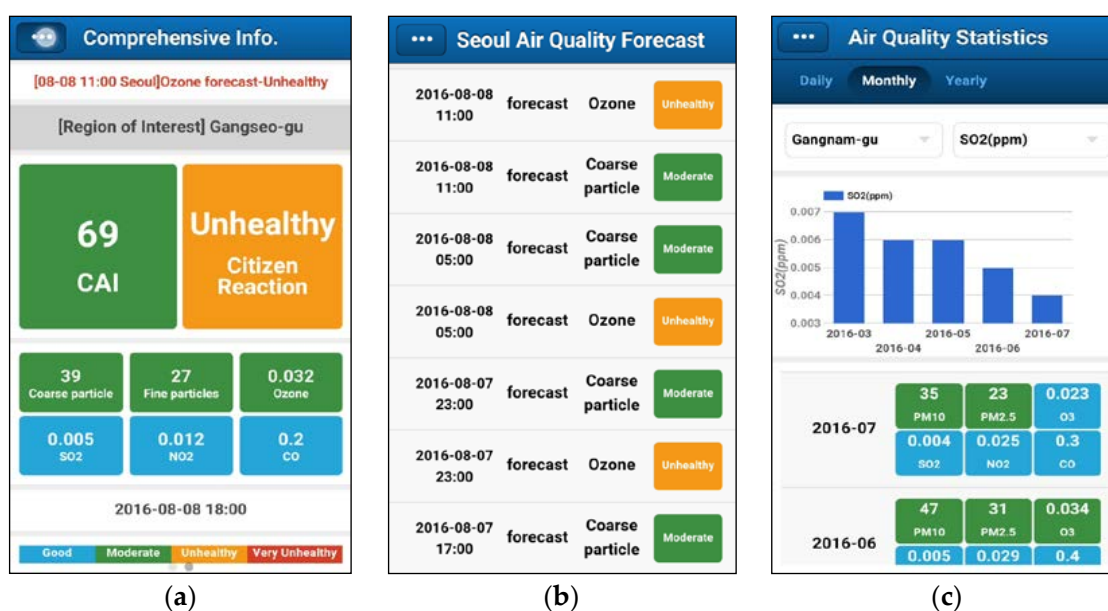 Comprehensive Info.
[08-08 11:00 Seoul]Ozone forecast-Unhealthy
[Region of Interest] Gangseo-gu
69
CAI
Unhealthy
Citizen
Reaction
39
Coarse particle
27
Fine particles
0.032
Ozone
0.005
SO2
0.012
NO2
0.2
CO
2016-08-08 18:00
Good Moderate Unhealthy Very Unhealthy
(a)
Seoul Air Quality Forecast
2016-08-08
11:00
forecast
Ozone
Unhealthy
2016-08-08
11:00
forecast
Coarse
particle
Moderate
2016-08-08
05:00
forecast
Coarse
particle
Moderate
2016-08-08
05:00
forecast
Ozone
Unhealthy
2016-08-07
23:00
forecast
Coarse
particle
Moderate
2016-08-07
23:00
forecast
Ozone
Unhealthy
2016-08-07
17:00
forecast
Coarse
particle
Moderate
(b)
Air Quality Statistics
Daily Monthly Yearly
Gangnam-gu
SO2(ppm)
SO2(ppm)
SO2(ppm)
0.007
0.006
0.005
0.004
0.003
2016-03
2016-04
2016-05
2016-06
2016-07
2016-07
35
PM10
23
PM2.5
0.023
O3
0.004
SO2
0.025
NO2
0.3
CO
2016-06
47
PM10
31
PM2.5
0.034
O3
0.005
0.029
0.4
(c)